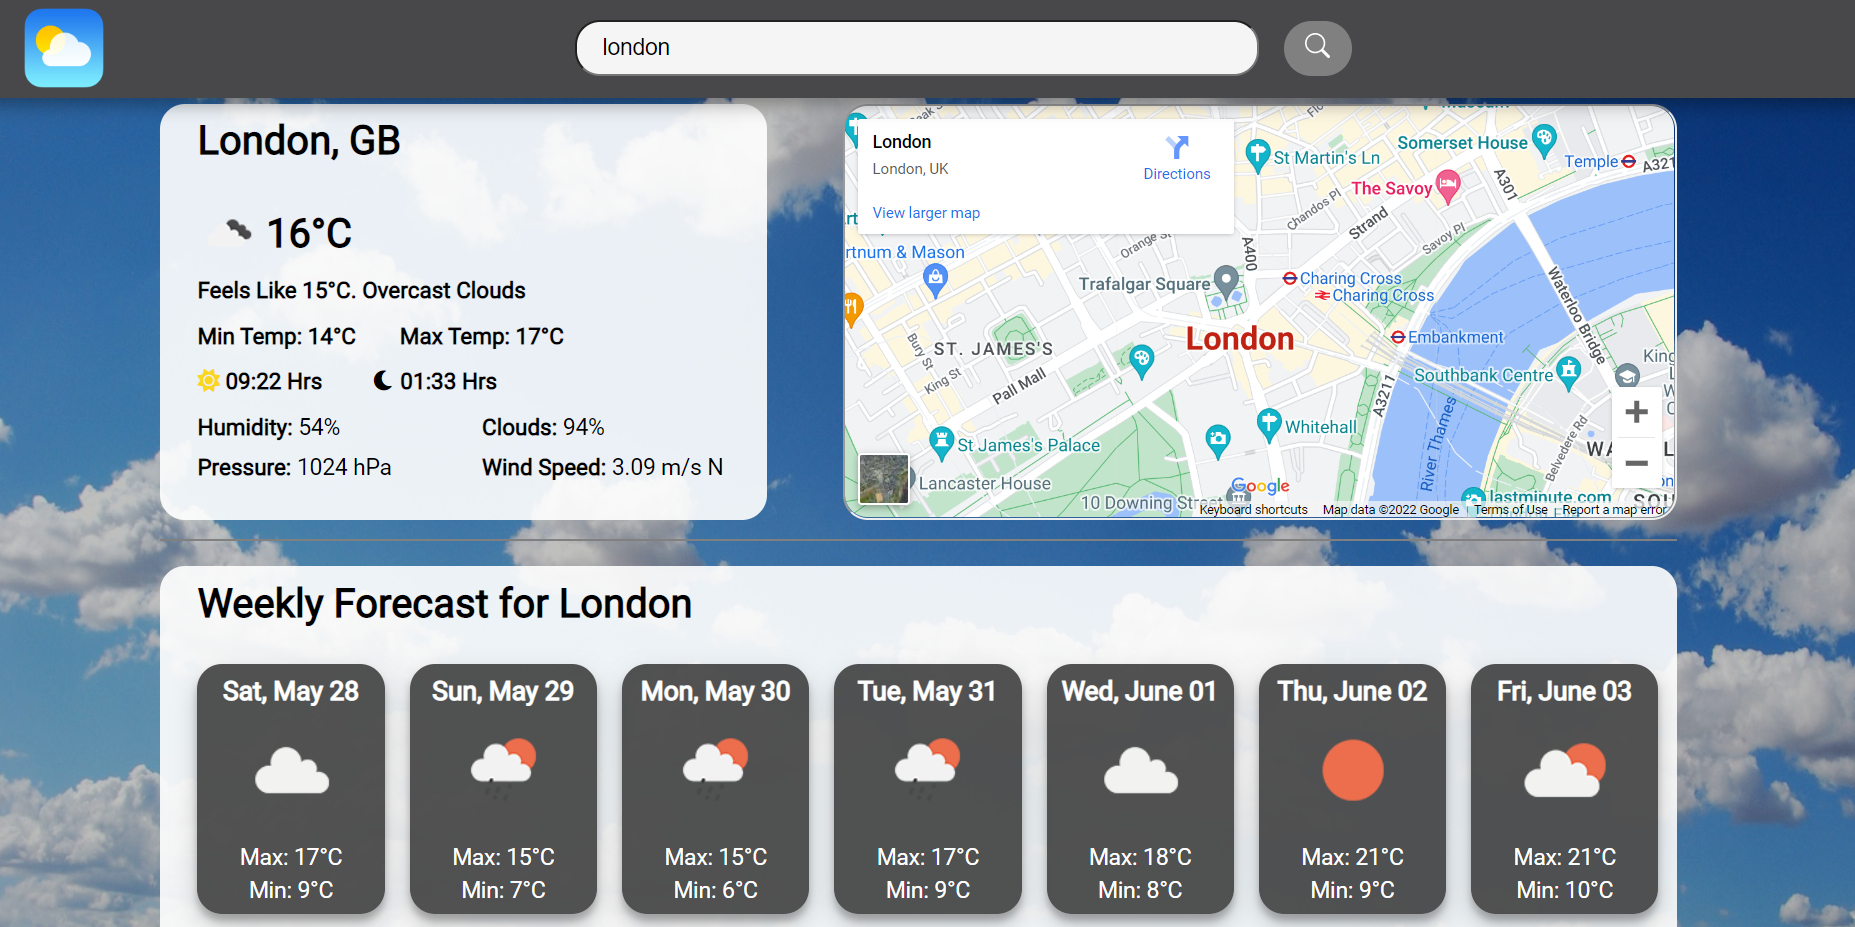 london
London, GB
16°C
Feels Like 15°C. Overcast Clouds
Min Temp: 14°C Max Temp: 17°C
09:22 Hrs 01:33 Hrs
Humidity: 54% Clouds: 94%
Pressure: 1024 hPa Wind Speed: 3.09 m/s N
London
London, UK
Directions
View larger map
Somerset House
St Martin's Ln
Temple
A321
The Savoy
A301
Chandos Pl
Strand
Savoy Pl
Orange St
A400
rtnum & Mason
Trafalgar Square
Charing Cross
Charing Cross
Waterloo Bridge
London
Embankment
ST. JAMES'S
Bury St
King St
Pall Mall
Southbank Centre
King
A3211
River Thames
Whitehall
Belvedere Rd
St James's Palace
Lancaster House
10 Downing Street
Google
lastminute.com
Keyboard shortcuts Map data ©2022 Google Terms of Use Report a map error
Weekly Forecast for London
Sat, May 28
Max: 17°C
Min: 9°C
Sun, May 29
Max: 15°C
Min: 7°C
Mon, May 30
Max: 15°C
Min: 6°C
Tue, May 31
Max: 17°C
Min: 9°C
Wed, June 01
Max: 18°C
Min: 8°C
Thu, June 02
Max: 21°C
Min: 9°C
Fri, June 03
Max: 21°C
Min: 10°C